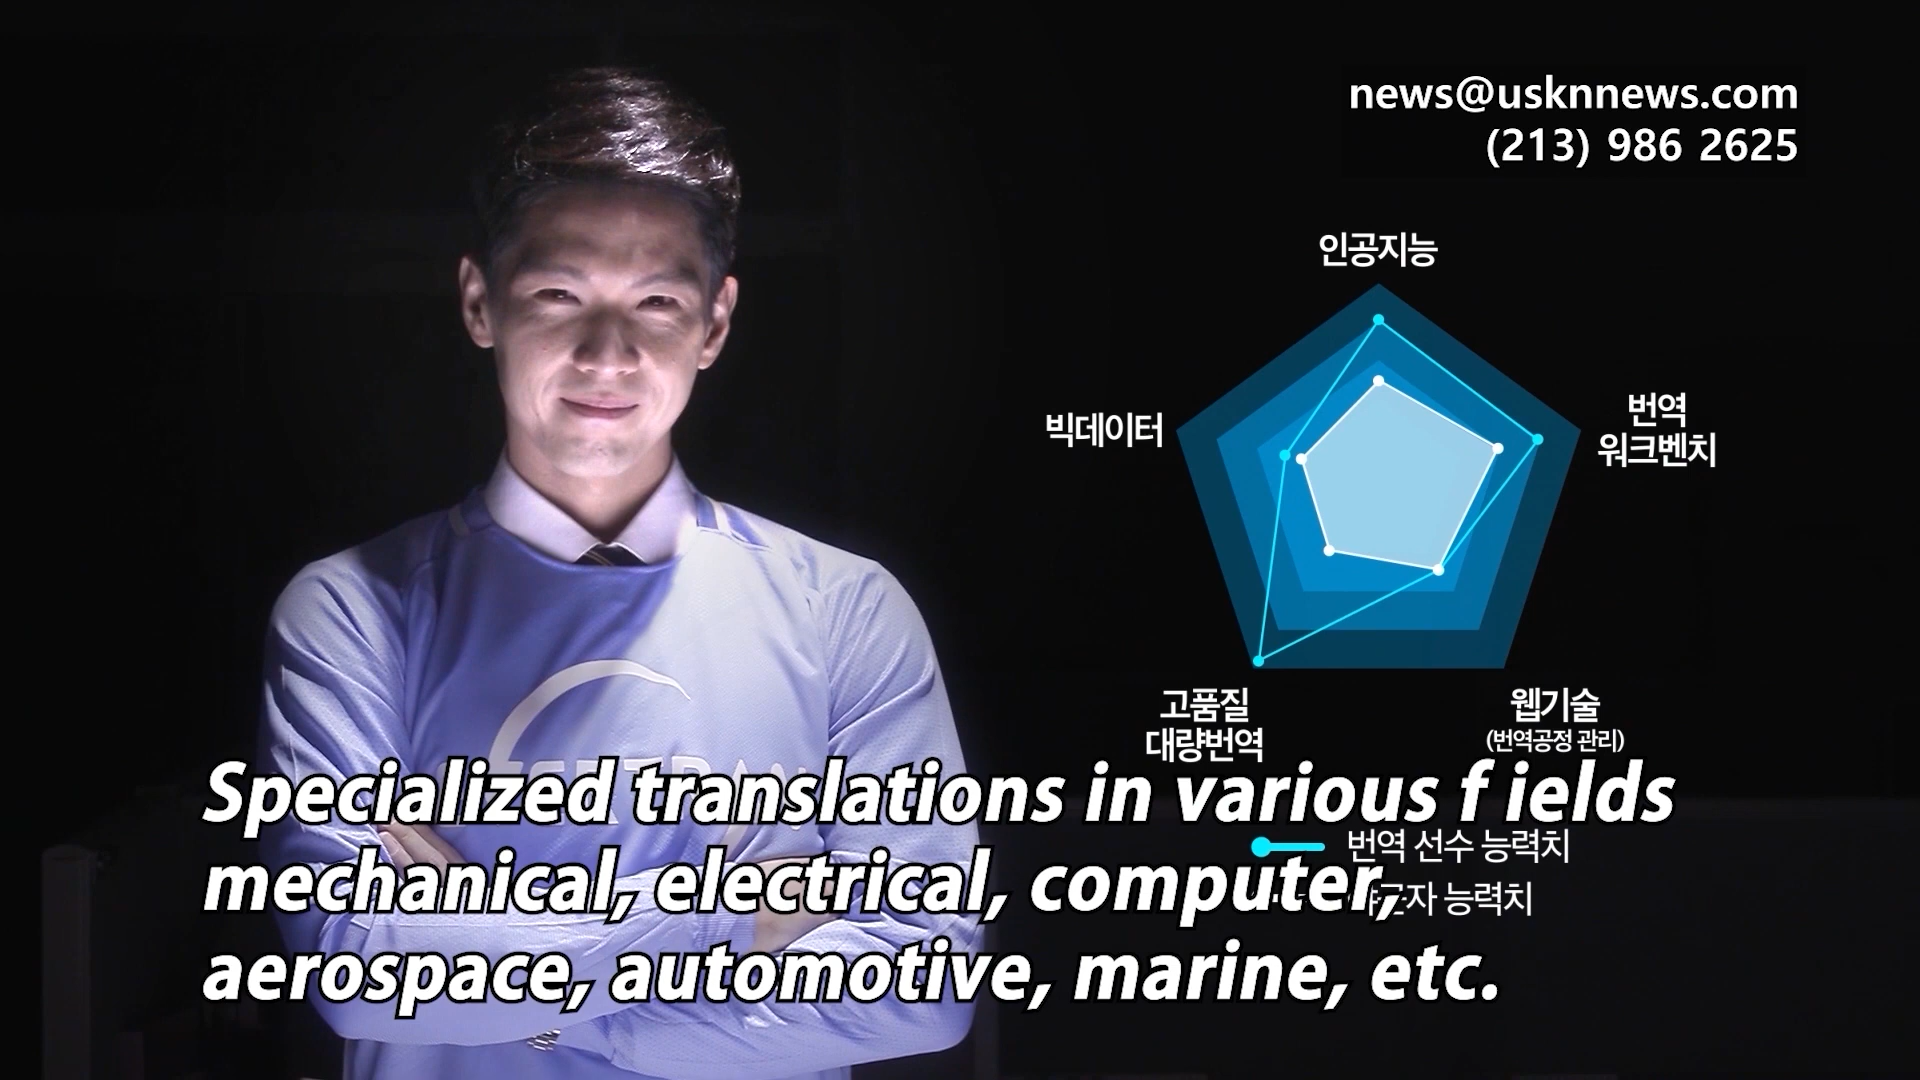 news@usknnews.com
(213) 986 2625
인공지능
빅데이터
번역
워크벤치
고품질
대량번역
웹기술
(번역공정 관리)
Specialized translations in various f ields
번역 선수 능력치
mechanical, electrical, computer,
능력치
aerospace, automotive, marine, etc.